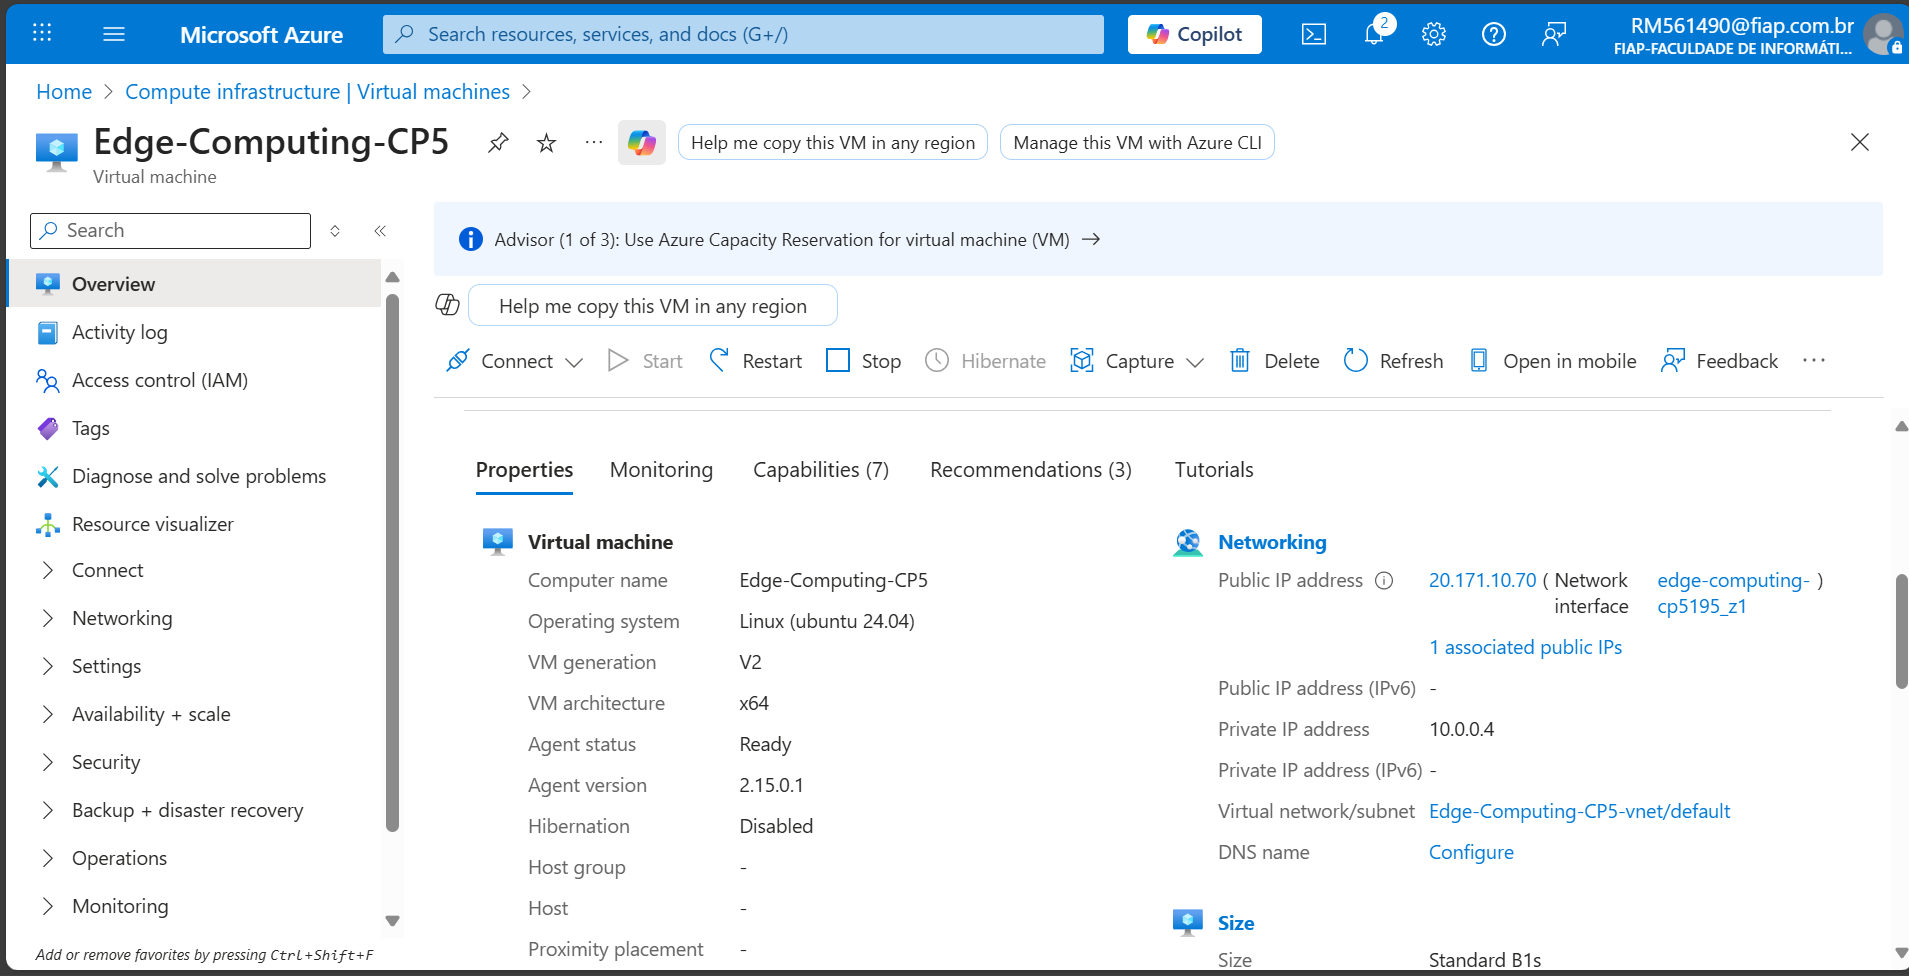 Microsoft Azure
Search resources, services, and docs (G+/)
Copilot
2
RM561490@fiap.com.br
FIAP-FACULDADE DE INFORMÁTI...
Home > Compute infrastructure | Virtual machines >
Edge-Computing-CP5
Help me copy this VM in any region
Manage this VM with Azure CLI
Virtual machine
Search
Overview
Activity log
Access control (IAM)
Tags
Diagnose and solve problems
Resource visualizer
Connect
Networking
Settings
Availability + scale
Security
Backup + disaster recovery
Operations
Monitoring
Add or remove favorites by pressing Ctrl+Shift+F
Advisor (1 of 3): Use Azure Capacity Reservation for virtual machine (VM) →
Help me copy this VM in any region
Connect Start Restart Stop Hibernate Capture Delete Refresh Open in mobile Feedback ...
Properties Monitoring Capabilities (7) Recommendations (3) Tutorials
Virtual machine
Computer name Edge-Computing-CP5
Operating system Linux (ubuntu 24.04)
VM generation V2
VM architecture x64
Agent status Ready
Agent version 2.15.0.1
Hibernation Disabled
Host group -
Host -
Proximity placement -
Networking
Public IP address 20.171.10.70 ( Network edge-computing- )
interface cp5195_z1
1 associated public IPs
Public IP address (IPv6) -
Private IP address 10.0.0.4
Private IP address (IPv6) -
Virtual network/subnet Edge-Computing-CP5-vnet/default
DNS name Configure
Size
Size Standard B1s